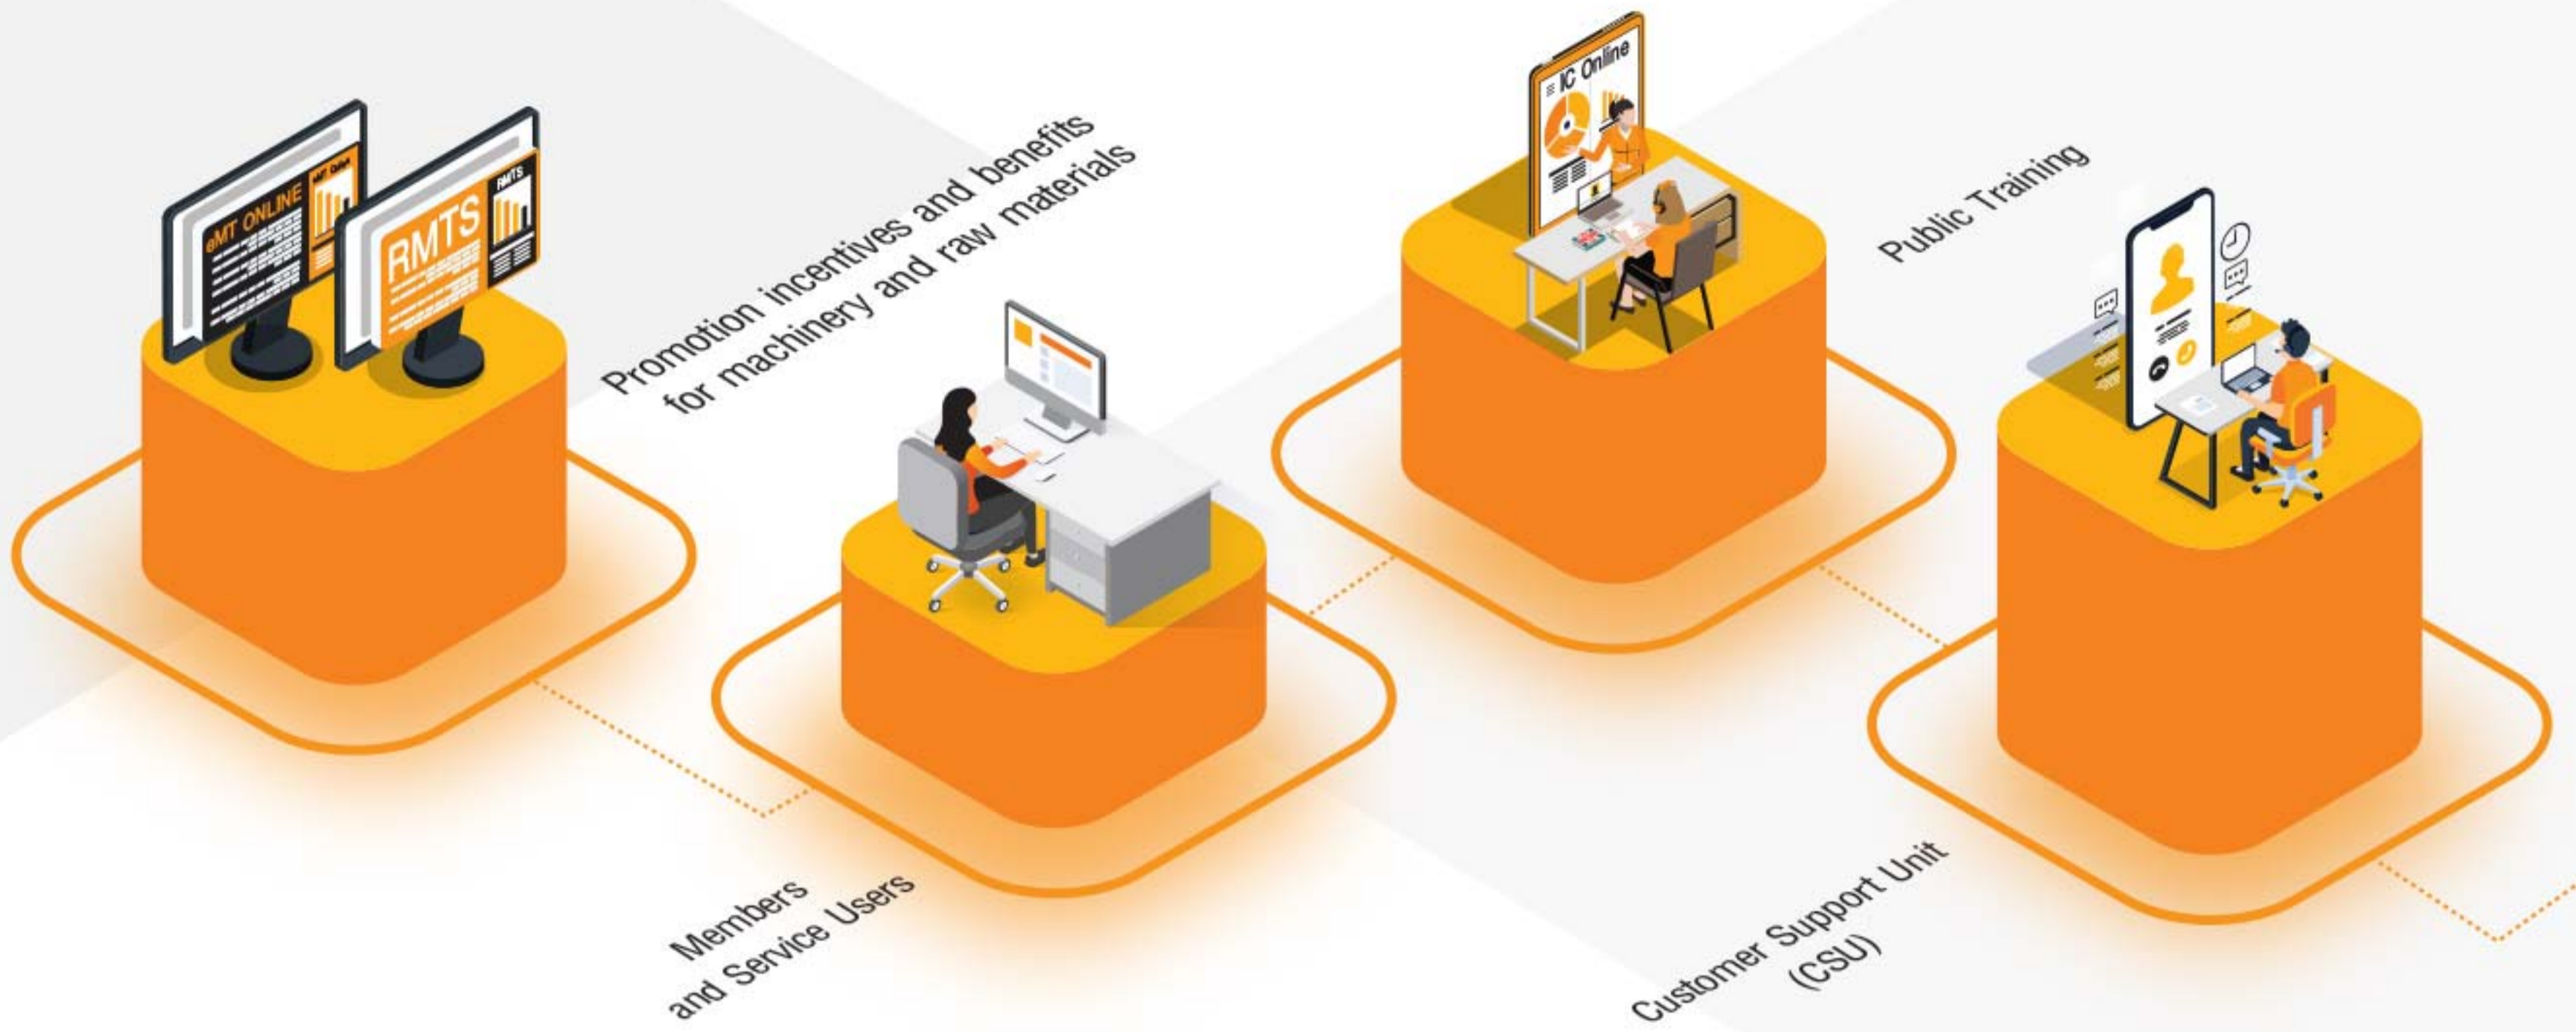 eMT ONLINE
RMTS
RMTS
Promotion incentives and benefits
for machinery and raw materials
Members
and Service Users
IC Online
Public Training
Customer Support Unit
(CSU)